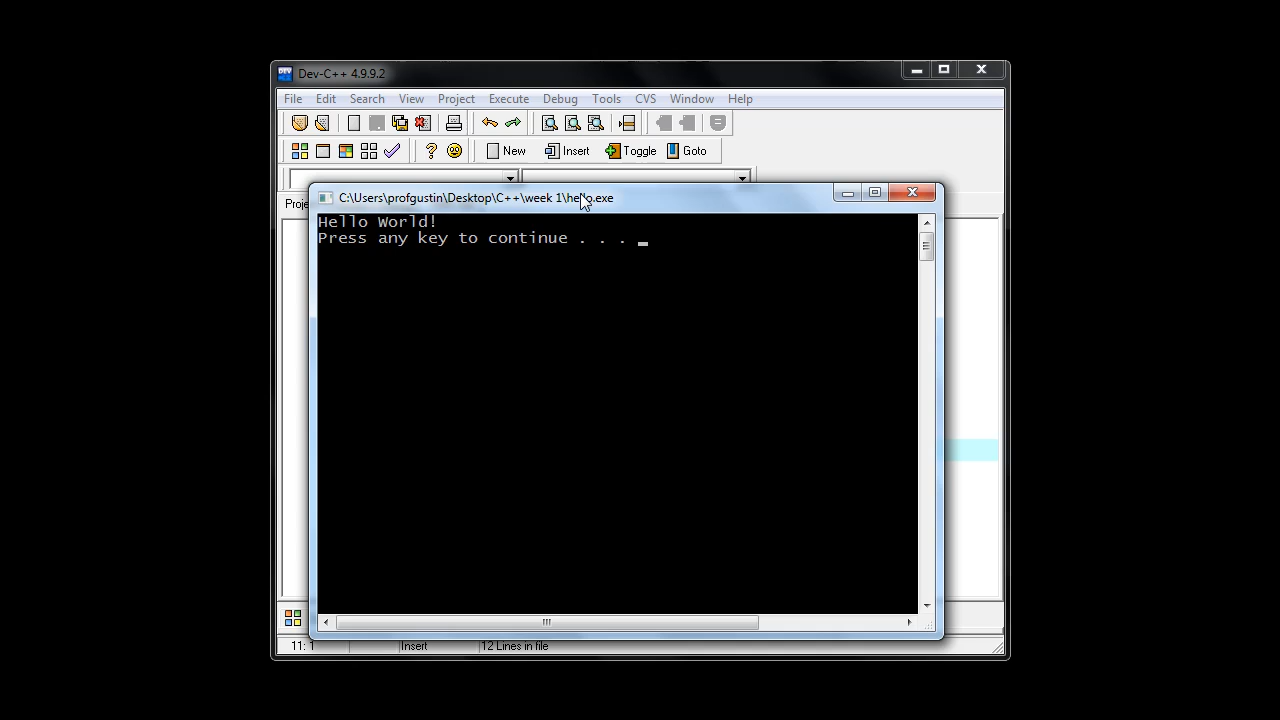 Dev-C++ 4.9.9.2
File Edit Search View Project Execute Debug Tools CVS Window Help
New Insert Toggle Goto
C:\Users\profgustin\Desktop\C++\week 1\hello.exe
Hello World!
Press any key to continue . . .
11: 1 Insert 12 Lines in file